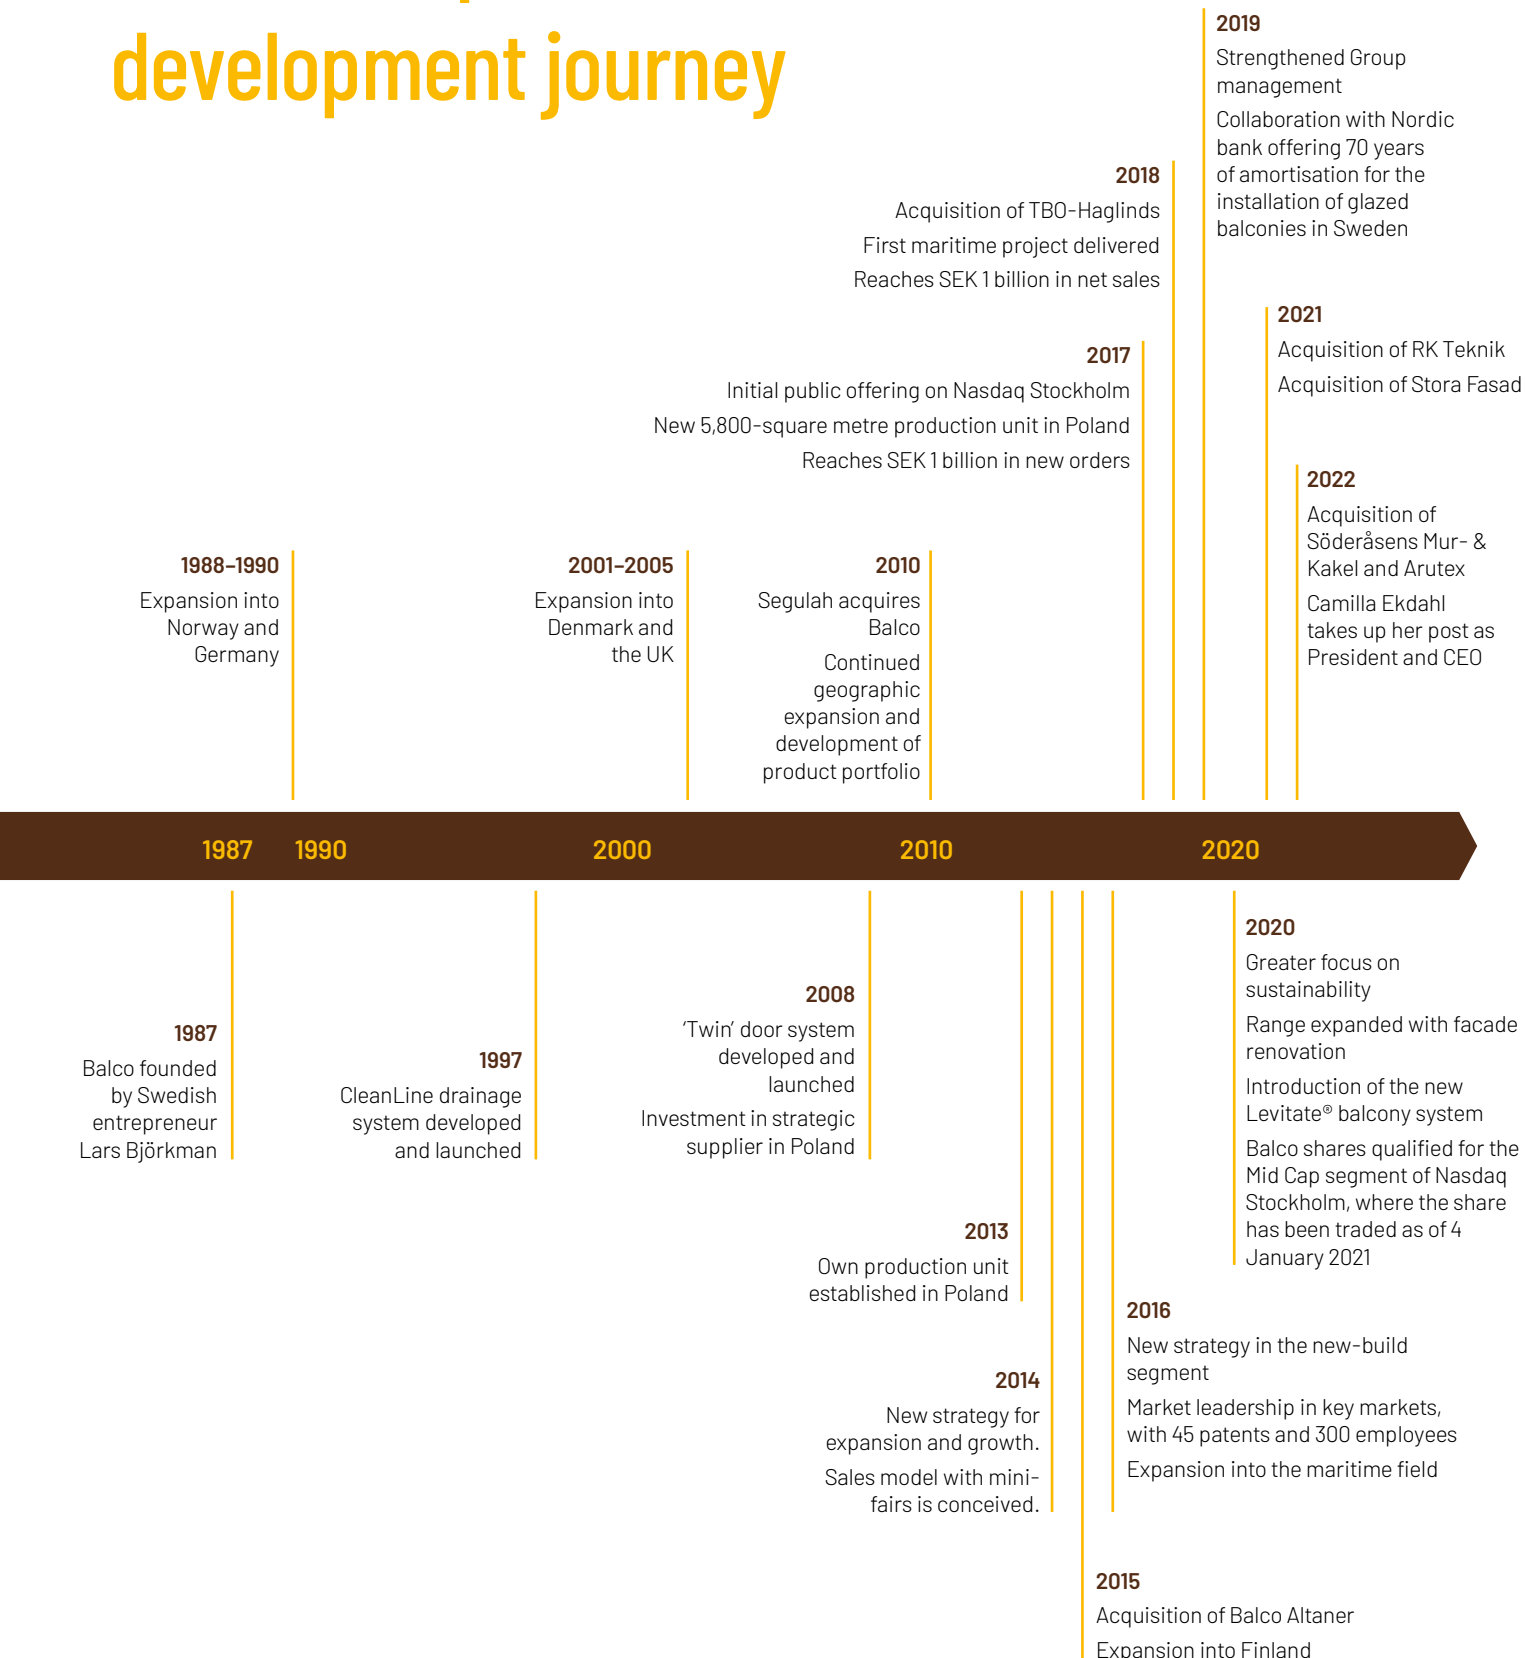 development journey
2019
Strengthened Group
management
Collaboration with Nordic
bank offering 70 years
of amortisation for the
installation of glazed
balconies in Sweden
2018
Acquisition of TBO-Haglinds
First maritime project delivered
Reaches SEK 1 billion in net sales
2021
Acquisition of RK Teknik
Acquisition of Stora Fasad
2017
Initial public offering on Nasdaq Stockholm
New 5,800-square metre production unit in Poland
Reaches SEK 1 billion in new orders
2022
Acquisition of
Söderåsens Mur- &
Kakel and Arutex
Camilla Ekdahl
takes up her post as
President and CEO
1988–1990
Expansion into
Norway and
Germany
2001–2005
Expansion into
Denmark and
the UK
2010
Segulah acquires
Balco
Continued
geographic
expansion and
development of
product portfolio
1987 1990 2000 2010 2020
1987
Balco founded
by Swedish
entrepreneur
Lars Björkman
1997
CleanLine drainage
system developed
and launched
2008
‘Twin’ door system
developed and
launched
Investment in strategic
supplier in Poland
2020
Greater focus on
sustainability
Range expanded with facade
renovation
Introduction of the new
Levitate® balcony system
Balco shares qualified for the
Mid Cap segment of Nasdaq
Stockholm, where the share
has been traded as of 4
January 2021
2013
Own production unit
established in Poland
2016
New strategy in the new-build
segment
Market leadership in key markets,
with 45 patents and 300 employees
Expansion into the maritime field
2014
New strategy for
expansion and growth.
Sales model with mini-
fairs is conceived.
2015
Acquisition of Balco Altaner
Expansion into Finland